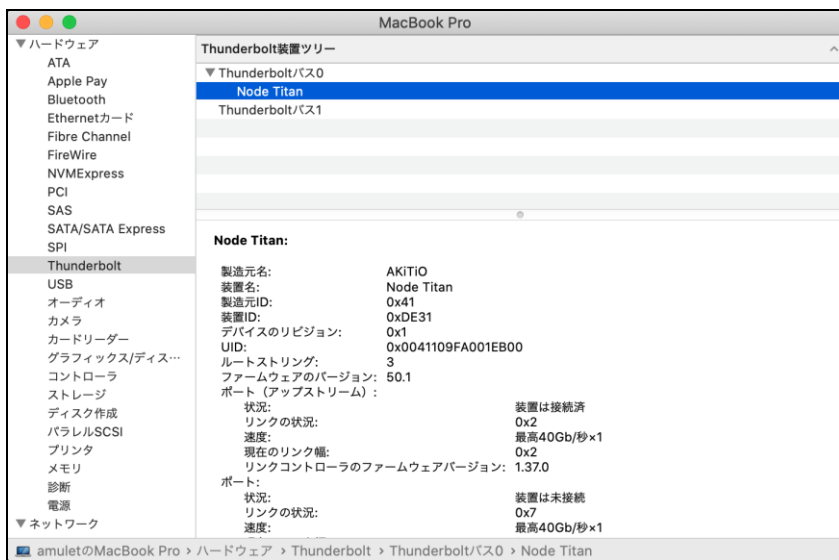 MacBook Pro
▼ハードウェア
ATA
Apple Pay
Bluetooth
Ethernetカード
Fibre Channel
FireWire
NVMExpress
PCI
SAS
SATA/SATA Express
SPI
Thunderbolt
USB
オーディオ
カメラ
カードリーダー
グラフィックス/ディス…
コントローラ
ストレージ
ディスク作成
パラレルSCSI
プリンタ
メモリ
診断
電源
▼ネットワーク
Thunderbolt装置ツリー
▼Thunderboltバス0
Node Titan
Thunderboltバス1
Node Titan:
製造元名: AKiTiO
装置名: Node Titan
製造元ID: 0x41
装置ID: 0xDE31
デバイスのリビジョン: 0x1
UID: 0x0041109FA001EB00
ルートストリング: 3
ファームウェアのバージョン: 50.1
ポート（アップストリーム）:
状況: 装置は接続済
リンクの状況: 0x2
速度: 最高40Gb/秒×1
現在のリンク幅: 0x2
リンクコントローラのファームウェアバージョン: 1.37.0
ポート:
状況: 装置は未接続
リンクの状況: 0x7
速度: 最高40Gb/秒×1
amuletのMacBook Pro › ハードウェア › Thunderbolt › Thunderboltバス0 › Node Titan